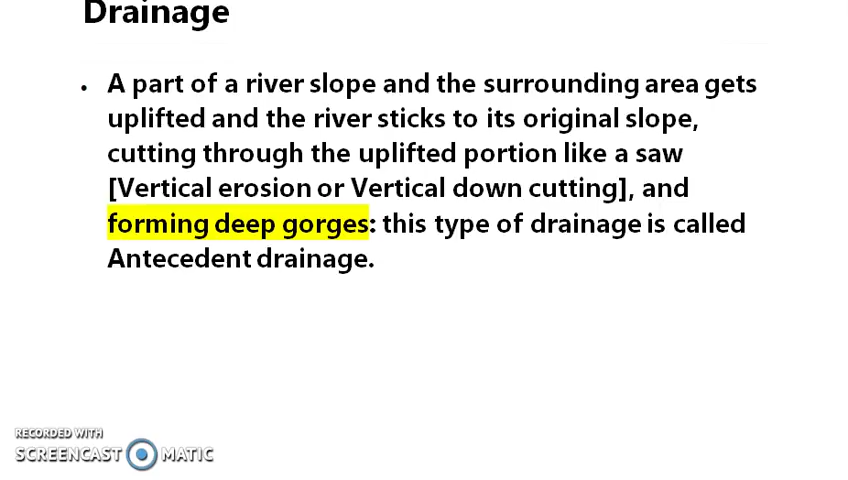 Drainage
• A part of a river slope and the surrounding area gets
uplifted and the river sticks to its original slope,
cutting through the uplifted portion like a saw
[Vertical erosion or Vertical down cutting], and
forming deep gorges: this type of drainage is called
Antecedent drainage.
RECORDED WITH
SCREENCAST MATIC